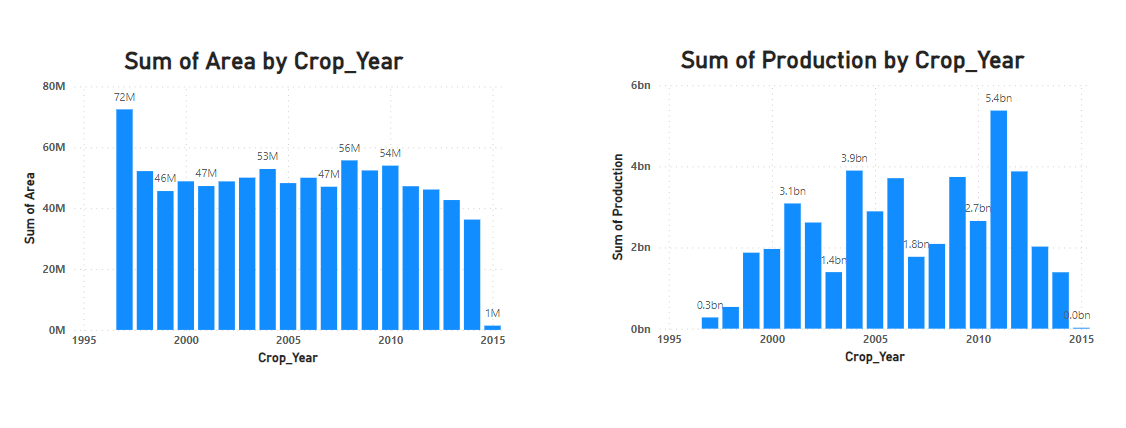 Sum of Area by Crop_Year
80M
60M
40M
20M
0M
Sum of Area
72M
46M
47M
53M
47M
56M
54M
1M
1995
2000
2005
2010
2015
Crop_Year
Sum of Production by Crop_Year
6bn
4bn
2bn
0bn
Sum of Production
0.3bn
3.1bn
1.4bn
3.9bn
1.8bn
2.7bn
5.4bn
0.0bn
1995
2000
2005
2010
2015
Crop_Year